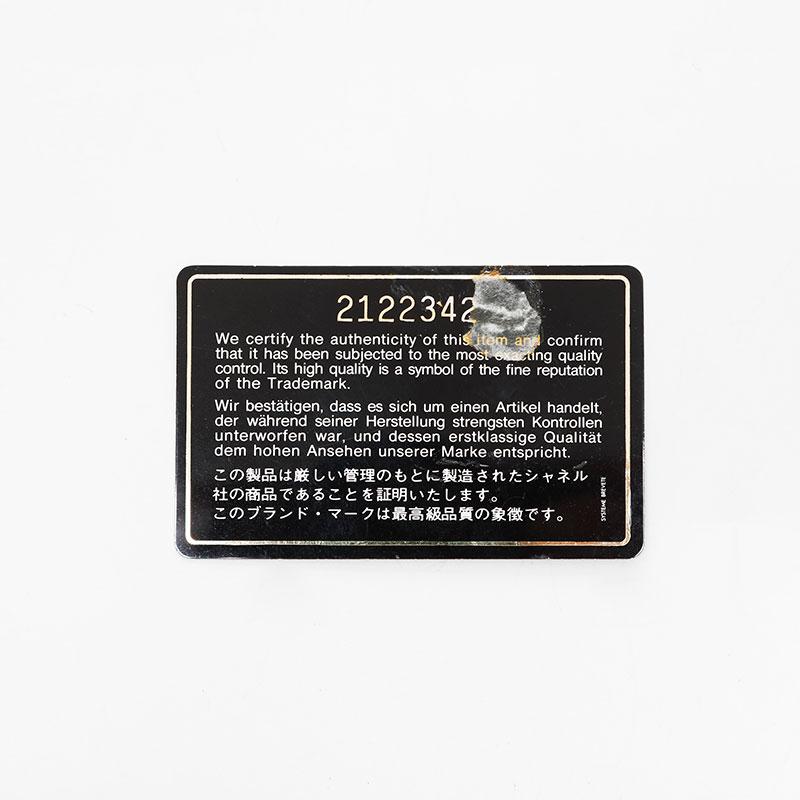 2122342
We certify the authenticity of this item and confirm
that it has been subjected to the most exacting quality
control. Its high quality is a symbol of the fine reputation
of the Trademark.
Wir bestätigen, dass es sich um einen Artikel handelt,
der während seiner Herstellung strengsten Kontrollen
unterworfen war, und dessen erstklassige Qualität
dem hohen Ansehen unserer Marke entspricht.
この製品は厳しい管理のもとに製造されたシャネル
社の商品であることを証明いたします。
このブランド・マークは最高級品質の象徴です。
SYSTEME BREVETE